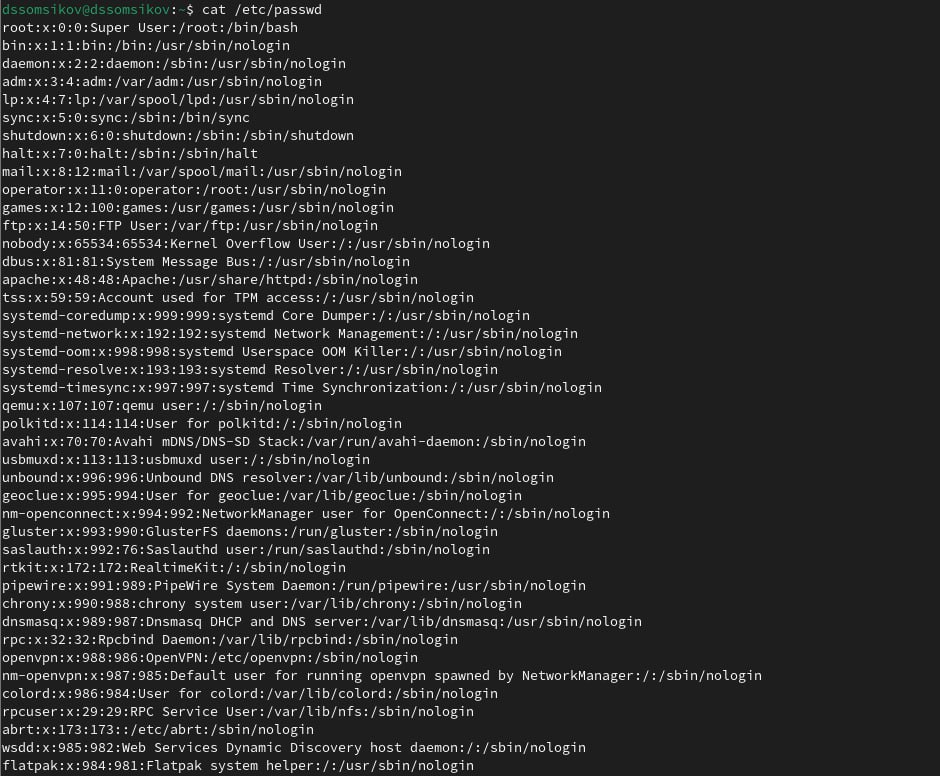 dssomsikov@dssomsikov:~$ cat /etc/passwd
root:x:0:0:Super User:/root:/bin/bash
bin:x:1:1:bin:/bin:/usr/sbin/nologin
daemon:x:2:2:daemon:/sbin:/usr/sbin/nologin
adm:x:3:4:adm:/var/adm:/usr/sbin/nologin
lp:x:4:7:lp:/var/spool/lpd:/usr/sbin/nologin
sync:x:5:0:sync:/sbin:/bin/sync
shutdown:x:6:0:shutdown:/sbin:/sbin/shutdown
halt:x:7:0:halt:/sbin:/sbin/halt
mail:x:8:12:mail:/var/spool/mail:/usr/sbin/nologin
operator:x:11:0:operator:/root:/usr/sbin/nologin
games:x:12:100:games:/usr/games:/usr/sbin/nologin
ftp:x:14:50:FTP User:/var/ftp:/usr/sbin/nologin
nobody:x:65534:65534:Kernel Overflow User:/:/usr/sbin/nologin
dbus:x:81:81:System Message Bus:/:/usr/sbin/nologin
apache:x:48:48:Apache:/usr/share/httpd:/sbin/nologin
tss:x:59:59:Account used for TPM access:/:/usr/sbin/nologin
systemd-coredump:x:999:999:systemd Core Dumper:/:/usr/sbin/nologin
systemd-network:x:192:192:systemd Network Management:/:/usr/sbin/nologin
systemd-oom:x:998:998:systemd Userspace OOM Killer:/:/usr/sbin/nologin
systemd-resolve:x:193:193:systemd Resolver:/:/usr/sbin/nologin
systemd-timesync:x:997:997:systemd Time Synchronization:/:/usr/sbin/nologin
qemu:x:107:107:qemu user:/:/sbin/nologin
polkitd:x:114:114:User for polkitd:/:/sbin/nologin
avahi:x:70:70:Avahi mDNS/DNS-SD Stack:/var/run/avahi-daemon:/sbin/nologin
usbmuxd:x:113:113:usbmuxd user:/:/sbin/nologin
unbound:x:996:996:Unbound DNS resolver:/var/lib/unbound:/sbin/nologin
geoclue:x:995:994:User for geoclue:/var/lib/geoclue:/sbin/nologin
nm-openconnect:x:994:992:NetworkManager user for OpenConnect:/:/sbin/nologin
gluster:x:993:990:GlusterFS daemons:/run/gluster:/sbin/nologin
saslauth:x:992:76:Saslauthd user:/run/saslauthd:/sbin/nologin
rtkit:x:172:172:RealtimeKit:/:/sbin/nologin
pipewire:x:991:989:PipeWire System Daemon:/run/pipewire:/usr/sbin/nologin
chrony:x:990:988:chrony system user:/var/lib/chrony:/sbin/nologin
dnsmasq:x:989:987:Dnsmasq DHCP and DNS server:/var/lib/dnsmasq:/usr/sbin/nologin
rpc:x:32:32:Rpcbind Daemon:/var/lib/rpcbind:/sbin/nologin
openvpn:x:988:986:OpenVPN:/etc/openvpn:/sbin/nologin
nm-openvpn:x:987:985:Default user for running openvpn spawned by NetworkManager:/:/sbin/nologin
colord:x:986:984:User for colord:/var/lib/colord:/sbin/nologin
rpcuser:x:29:29:RPC Service User:/var/lib/nfs:/sbin/nologin
abrt:x:173:173::/etc/abrt:/sbin/nologin
wsdd:x:985:982:Web Services Dynamic Discovery host daemon:/:/sbin/nologin
flatpak:x:984:981:Flatpak system helper:/:/usr/sbin/nologin